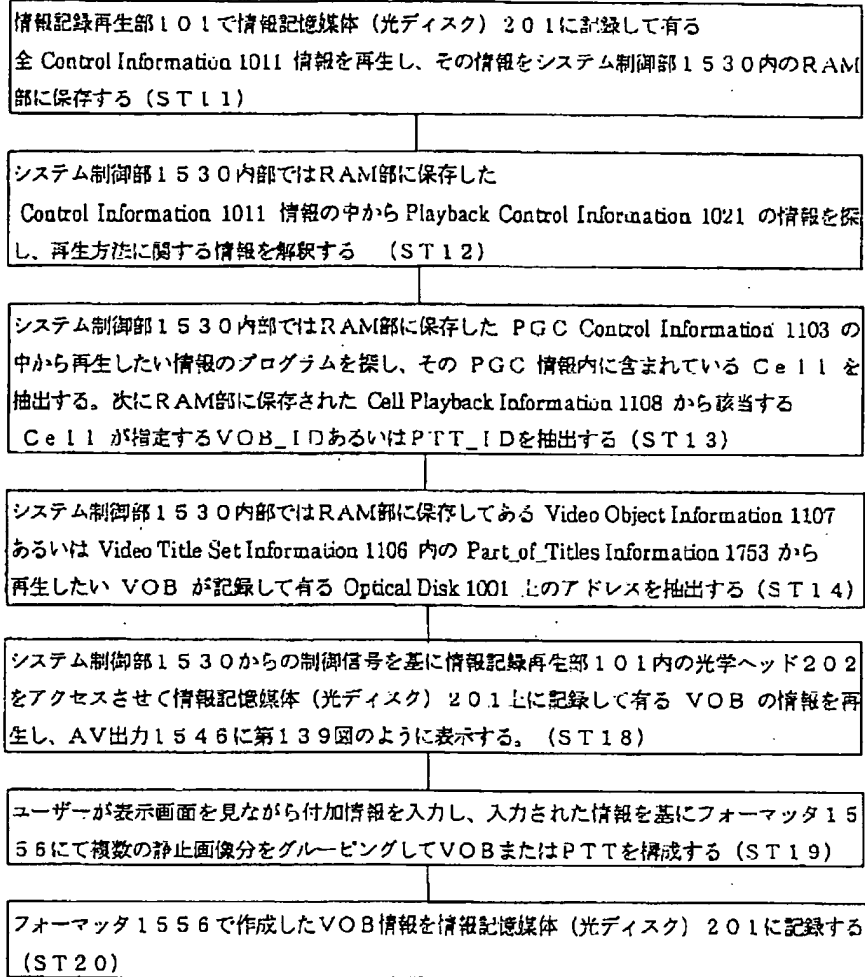 情報記録再生部101で情報記憶媒体(光ディスク)201に記録して有る
全 Control Information 1011 情報を再生し、その情報をシステム制御部1530内のRAM
部に保存する(ST11)
システム制御部1530内部ではRAM部に保存した
Control Information 1011 情報の中から Playback Control Information 1021 の情報を探
し、再生方法に関する情報を解釈する (ST12)
システム制御部1530内部ではRAM部に保存した PGC Control Information 1103 の
中から再生したい情報のプログラムを探し、その PGC 情報内に含まれている Cell を
抽出する。次にRAM部に保存された Cell Playback Information 1108 から該当する
Cell が指定するVOB_IDあるいはPTT_IDを抽出する(ST13)
システム制御部1530内部ではRAM部に保存してある Video Object Information 1107
あるいは Video Title Set Information 1106 内の Part_of_Titles Information 1753 から
再生したい VOB が記録して有る Optical Disk 1001 上のアドレスを抽出する(ST14)
システム制御部1530からの制御信号を基に情報記録再生部101内の光学ヘッド202
をアクセスさせて情報記憶媒体(光ディスク)201上に記録して有る VOB の情報を再
生し、AV出力1546に第139図のように表示する。(ST18)
ユーザーが表示画面を見ながら付加情報を入力し、入力された情報を基にフォーマッタ15
56にて複数の静止画像分をグルーピングしてVOBまたはPTTを構成する(ST19)
フォーマッタ1556で作成したVOB情報を情報記憶媒体(光ディスク)201に記録する
(ST20)